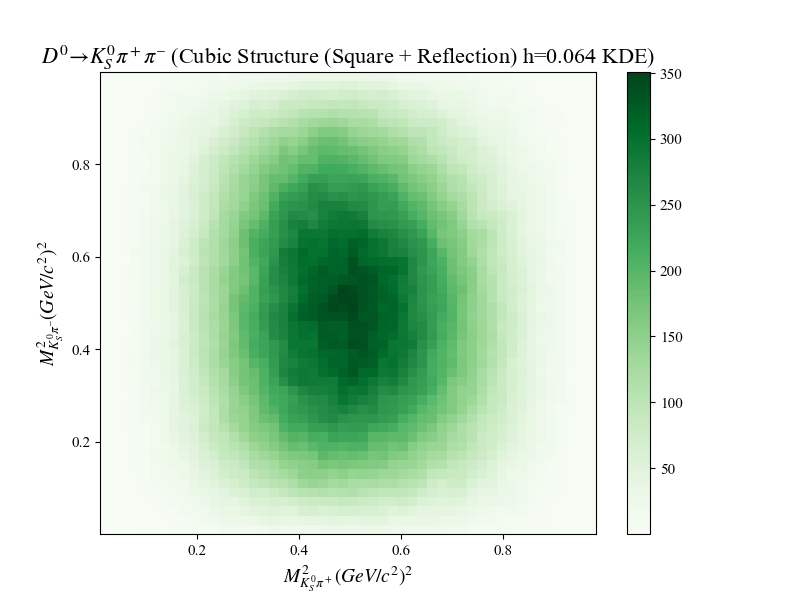 D⁰→K⁰_Sπ⁺π⁻ (Cubic Structure (Square + Reflection) h=0.064 KDE)
350
300
250
200
150
100
50
0.8
0.6
0.4
0.2
M²_{K⁰_Sπ⁻}(GeV/c²)²
0.2 0.4 0.6 0.8
M²_{K⁰_Sπ⁺}(GeV/c²)²